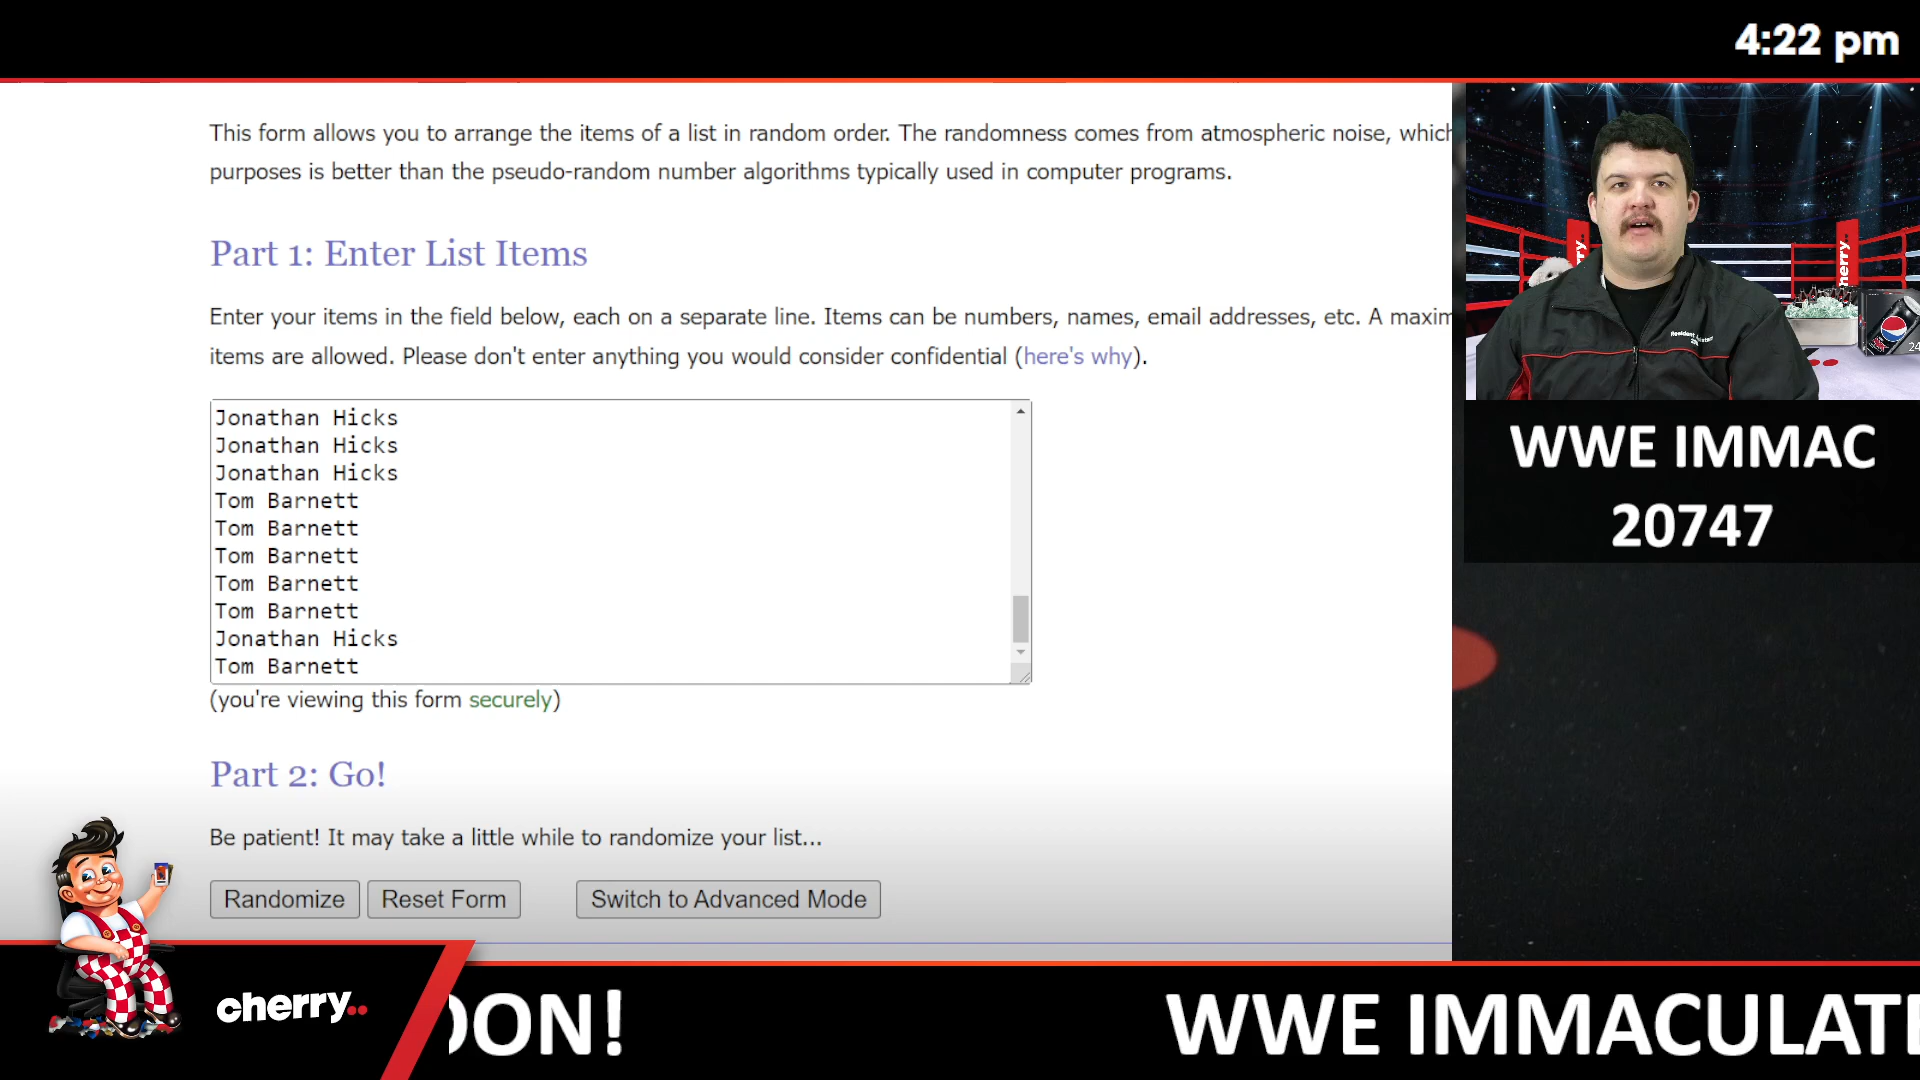 4:22 pm
This form allows you to arrange the items of a list in random order. The randomness comes from atmospheric noise, which
purposes is better than the pseudo-random number algorithms typically used in computer programs.
Part 1: Enter List Items
Enter your items in the field below, each on a separate line. Items can be numbers, names, email addresses, etc. A maxim
items are allowed. Please don't enter anything you would consider confidential (here's why).
Jonathan Hicks
Jonathan Hicks
Jonathan Hicks
Tom Barnett
Tom Barnett
Tom Barnett
Tom Barnett
Tom Barnett
Jonathan Hicks
Tom Barnett
(you're viewing this form securely)
Part 2: Go!
Be patient! It may take a little while to randomize your list...
Randomize
Reset Form
Switch to Advanced Mode
WWE IMMAC
20747
cherry..
DON!
WWE IMMACULATE